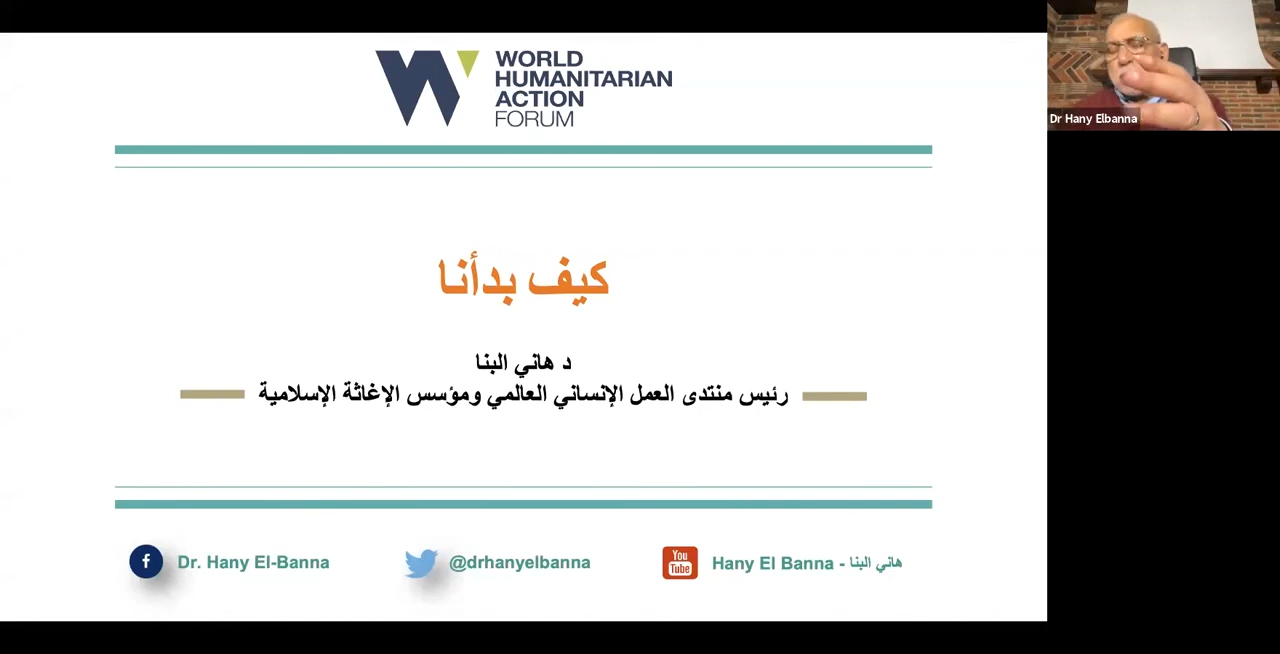 WORLD
HUMANITARIAN
ACTION
FORUM
Dr Hany Elbanna
كيف بدأنا
د هاني البنا
رئيس منتدى العمل الإنساني العالمي ومؤسس الإغاثة الإسلامية
f Dr. Hany El-Banna
@drhanyelbanna
You
Tube
Hany El Banna - هاني البنا